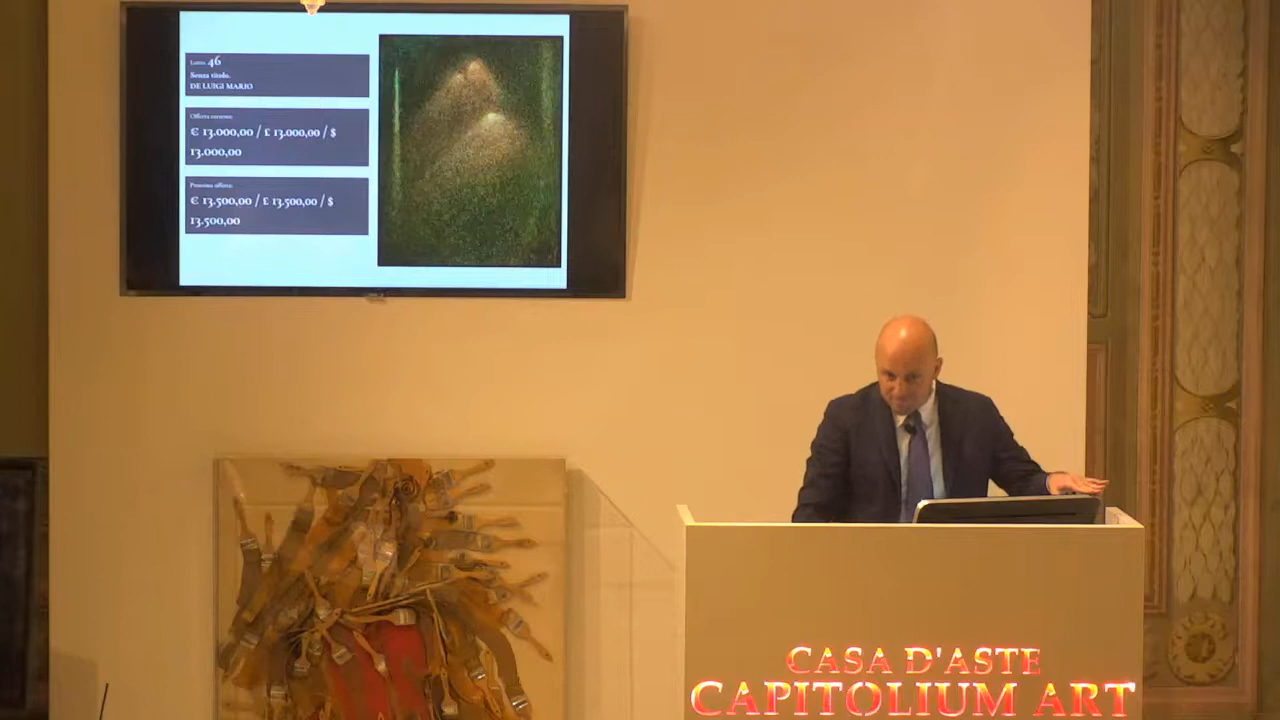 Lotto. 46
Senza titolo.
DE LUIGI MARIO
Offerta corrente:
€ 13.000,00 / £ 13.000,00 / $
13.000,00
Prossima offerta:
€ 13.500,00 / £ 13.500,00 / $
13.500,00
CASA D'ASTE
CAPITOLIUM ART